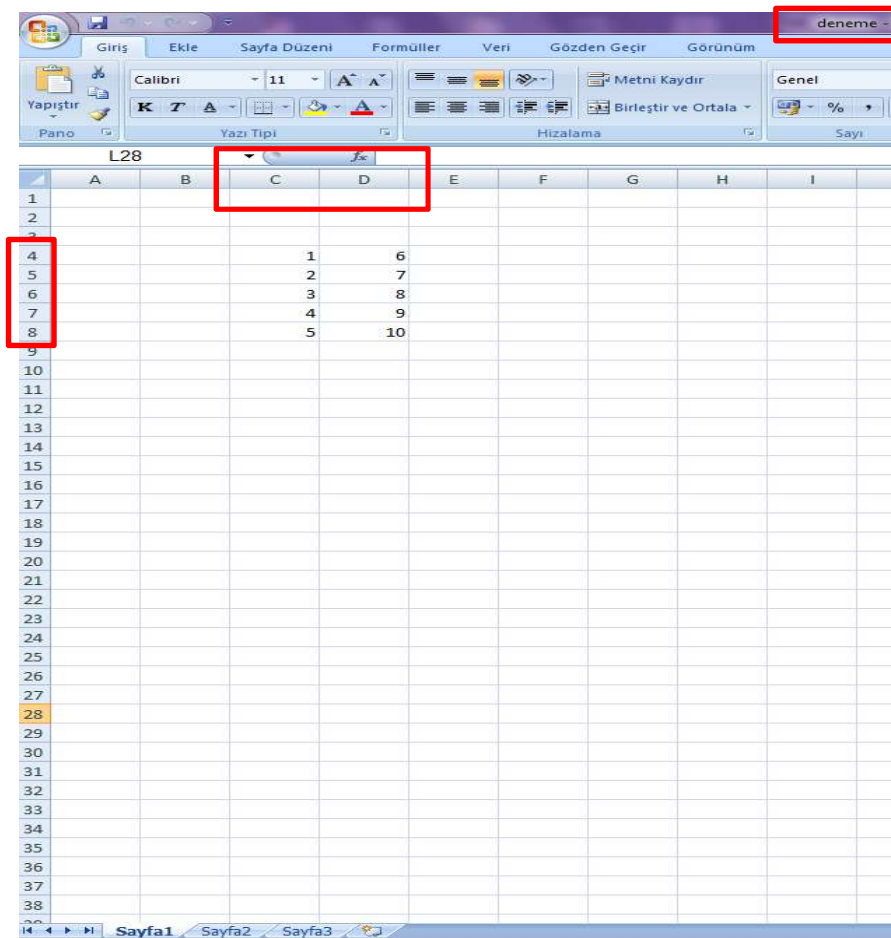 deneme -
Giriş Ekle Sayfa Düzeni Formüller Veri Gözden Geçir Görünüm
Calibri 11 A A Metni Kaydır Genel
Yapıştır K T A A Birleştir ve Ortala % ,
Pano Yazı Tipi Hizalama Sayı
L28 fx
A B C D E F G H I
1
2
3
4 1 6
5 2 7
6 3 8
7 4 9
8 5 10
9
10
11
12
13
14
15
16
17
18
19
20
21
22
23
24
25
26
27
28
29
30
31
32
33
34
35
36
37
38
Sayfa1 Sayfa2 Sayfa3